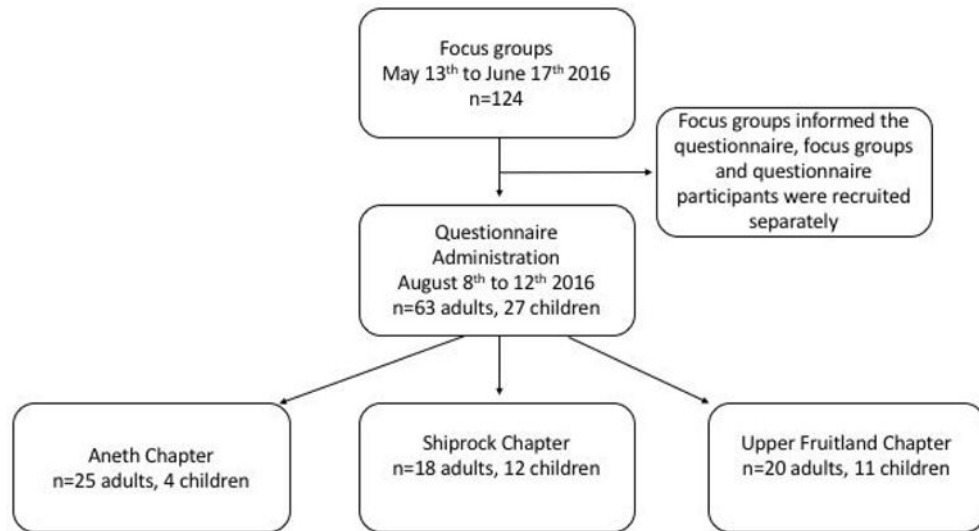 Focus groups
May 13th to June 17th 2016
n=124
Focus groups informed the
questionnaire, focus groups
and questionnaire
participants were recruited
separately
Questionnaire
Administration
August 8th to 12th 2016
n=63 adults, 27 children
Aneth Chapter
n=25 adults, 4 children
Shiprock Chapter
n=18 adults, 12 children
Upper Fruitland Chapter
n=20 adults, 11 children